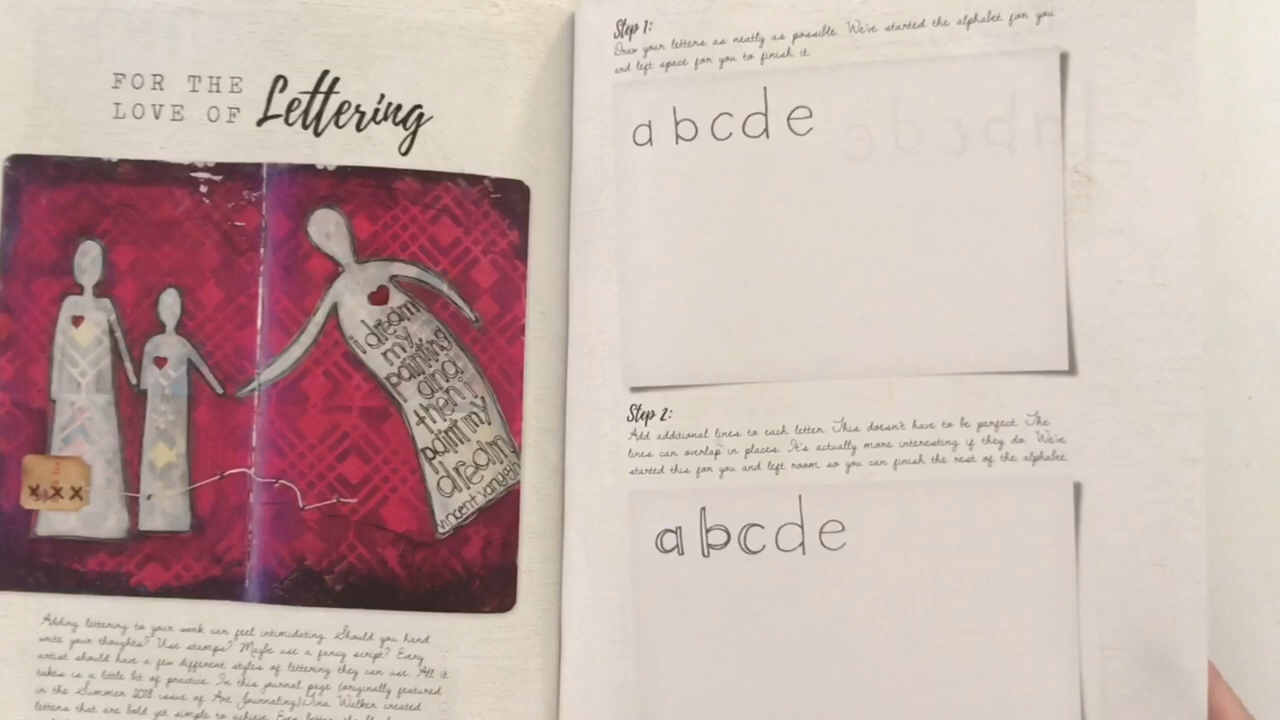 FOR THE
LOVE OF Lettering
i dream
my
painting
and
then i
paint my
dream
vincent van gogh
xxx
Adding lettering to your work can feel intimidating. Should you hand
write your thoughts? Use stamps? Maybe use a fancy script? Every
artist should have a few different styles of lettering they can use. All it
takes is a little bit of practice. In this journal page (originally featured
in the Summer 2018 issue of Art Journaling), Tina Walker created
letters that are bold yet simple to achieve.
Step 1:
Draw your letters as neatly as possible. We've started the alphabet for you
and left space for you to finish it.
a b c d e
Step 2:
Add additional lines to each letter. This doesn't have to be perfect. The
lines can overlap in places. It's actually more interesting if they do. We've
started this for you and left room so you can finish the rest of the alphabet.
a b c d e